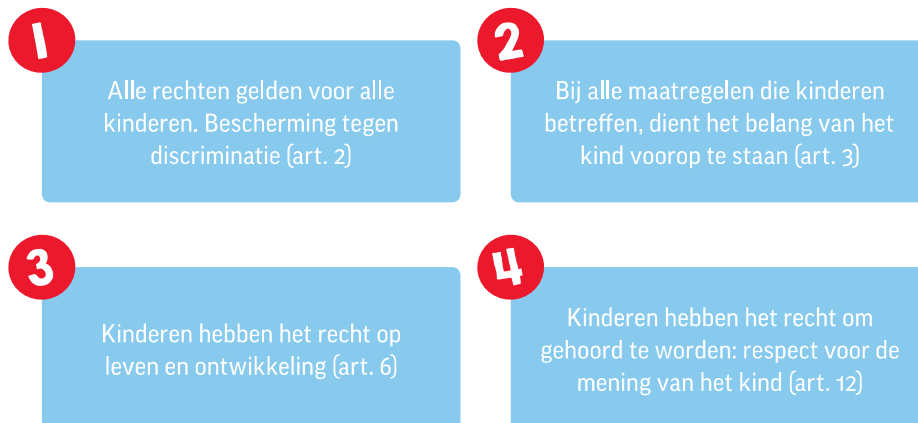 1
Alle rechten gelden voor alle
kinderen. Bescherming tegen
discriminatie (art. 2)
2
Bij alle maatregelen die kinderen
betreffen, dient het belang van het
kind voorop te staan (art. 3)
3
Kinderen hebben het recht op
leven en ontwikkeling (art. 6)
4
Kinderen hebben het recht om
gehoord te worden: respect voor de
mening van het kind (art. 12)